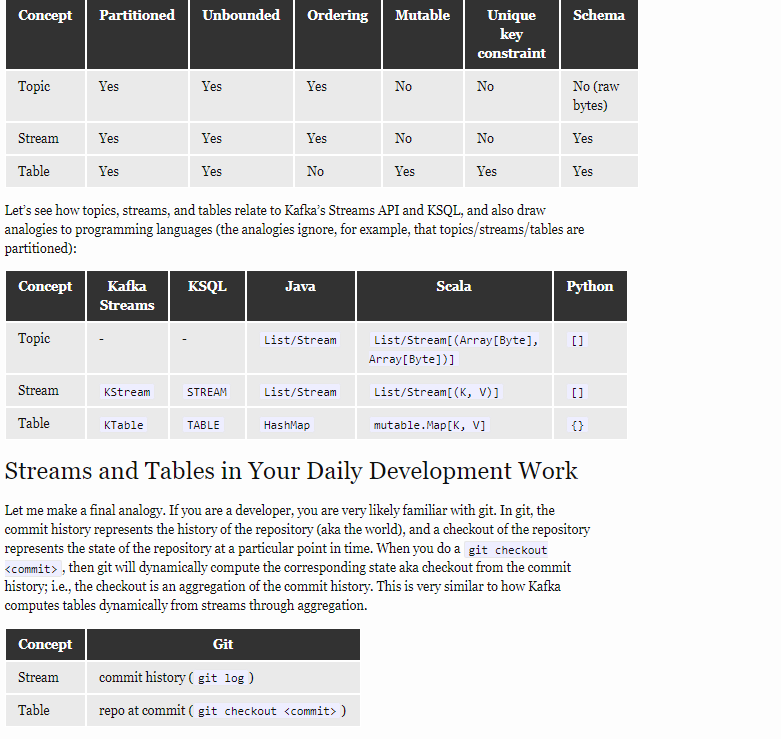 Concept Partitioned Unbounded Ordering Mutable Unique key constraint Schema
Topic Yes Yes Yes No No No (raw bytes)
Stream Yes Yes Yes No No Yes
Table Yes Yes No Yes Yes Yes
Let’s see how topics, streams, and tables relate to Kafka’s Streams API and KSQL, and also draw
analogies to programming languages (the analogies ignore, for example, that topics/streams/tables are
partitioned):
Concept Kafka Streams KSQL Java Scala Python
Topic - - List/Stream List/Stream[(Array[Byte], Array[Byte])] []
Stream KStream STREAM List/Stream List/Stream[(K, V)] []
Table KTable TABLE HashMap mutable.Map[K, V] {}
Streams and Tables in Your Daily Development Work
Let me make a final analogy. If you are a developer, you are very likely familiar with git. In git, the
commit history represents the history of the repository (aka the world), and a checkout of the repository
represents the state of the repository at a particular point in time. When you do a git checkout
<commit> , then git will dynamically compute the corresponding state aka checkout from the commit
history; i.e., the checkout is an aggregation of the commit history. This is very similar to how Kafka
computes tables dynamically from streams through aggregation.
Concept Git
Stream commit history ( git log )
Table repo at commit ( git checkout <commit> )